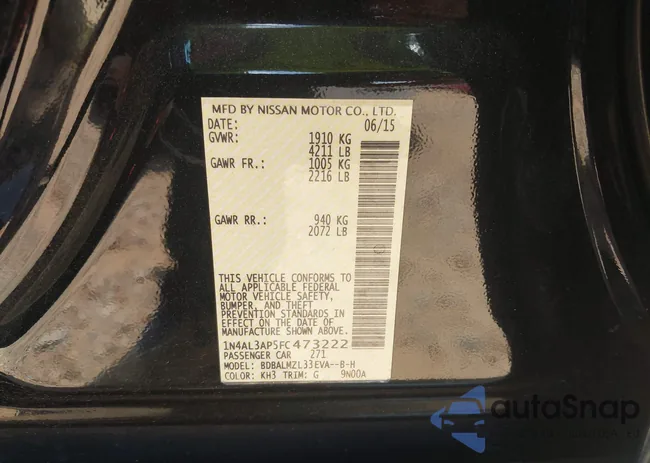 MFD BY NISSAN MOTOR CO., LTD.
DATE: 06/15
GVWR: 1910 KG
4211 LB
GAWR FR: 1005 KG
2216 LB
GAWR RR.: 940 KG
2072 LB
THIS VEHICLE CONFORMS TO
ALL APPLICABLE FEDERAL
MOTOR VEHICLE SAFETY,
BUMPER, AND THEFT
PREVENTION STANDARDS IN
EFFECT ON THE DATE OF
MANUFACTURE SHOWN ABOVE.
1N4AL3AP5FC473222
PASSENGER CAR 271
MODEL: BDBALMZL33EVA--B-H
COLOR: KH3 TRIM: G 9N00A
autoSnap